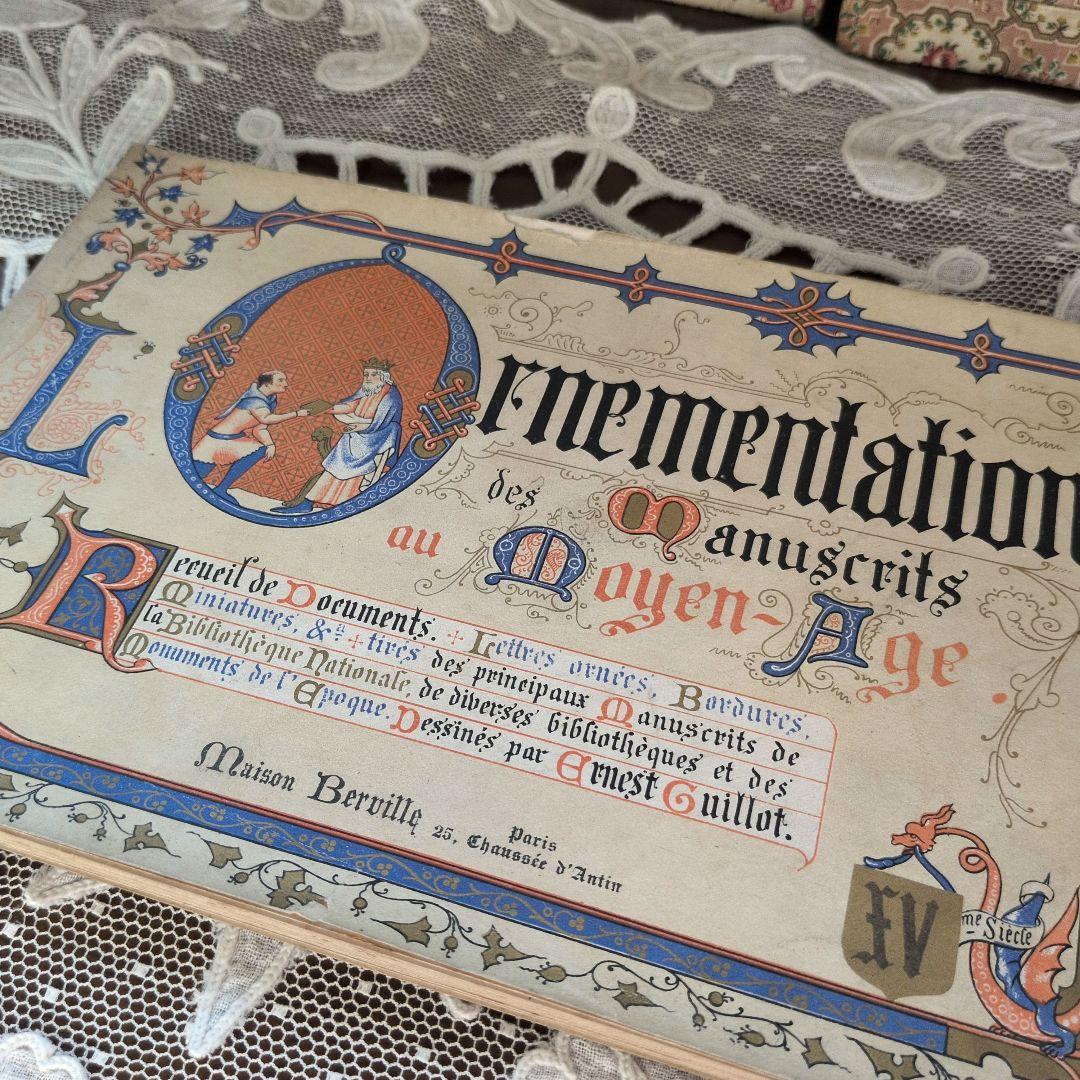 L Ornementation
des Manuscrits
au Moyen-Age.
Recueil de Documents. + Lettres ornées, Bordures,
Miniatures, &a + tirés des principaux Manuscrits de
la Bibliothèque Nationale, de diverses bibliothèques et des
Monuments de l'Epoque. Dessinés par Ernest Guillot.
Maison Berville
Paris
25, Chaussée d'Antin
XV
me Siècle